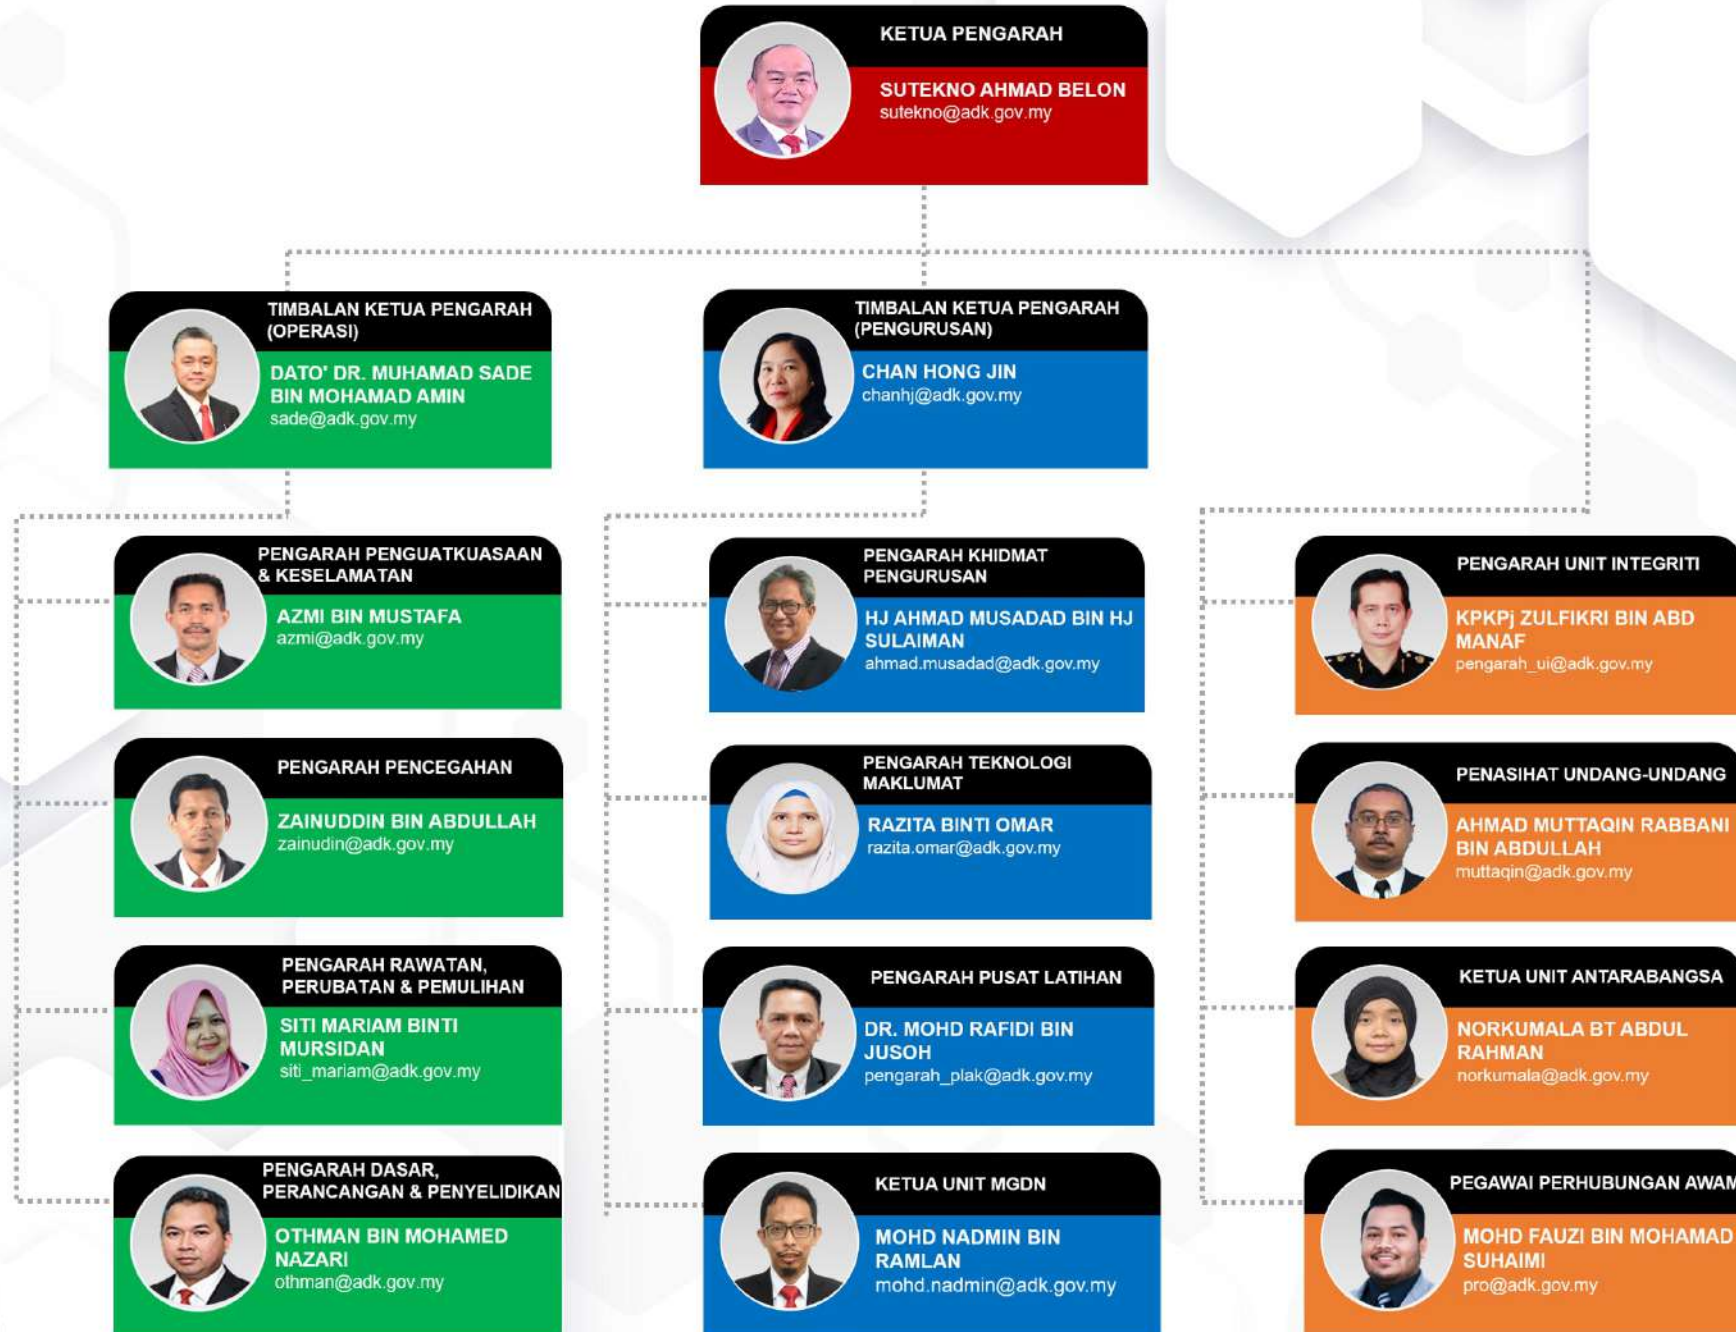 KETUA PENGARAH
SUTEKNO AHMAD BELON
sutekno@adk.gov.my
TIMBALAN KETUA PENGARAH
(OPERASI)
DATO' DR. MUHAMAD SADE
BIN MOHAMAD AMIN
sade@adk.gov.my
TIMBALAN KETUA PENGARAH
(PENGURUSAN)
CHAN HONG JIN
chanhj@adk.gov.my
PENGARAH PENGUATKUASAAN
& KESELAMATAN
AZMI BIN MUSTAFA
azmi@adk.gov.my
PENGARAH KHIDMAT
PENGURUSAN
HJ AHMAD MUSADAD BIN HJ
SULAIMAN
ahmad.musadad@adk.gov.my
PENGARAH UNIT INTEGRITI
KPKPj ZULFIKRI BIN ABD
MANAF
pengarah_ui@adk.gov.my
PENGARAH PENCEGAHAN
ZAINUDDIN BIN ABDULLAH
zainudin@adk.gov.my
PENGARAH TEKNOLOGI
MAKLUMAT
RAZITA BINTI OMAR
razita.omar@adk.gov.my
PENASIHAT UNDANG-UNDANG
AHMAD MUTTAQIN RABBANI
BIN ABDULLAH
muttaqin@adk.gov.my
PENGARAH RAWATAN,
PERUBATAN & PEMULIHAN
SITI MARIAM BINTI
MURSIDAN
siti_mariam@adk.gov.my
PENGARAH PUSAT LATIHAN
DR. MOHD RAFIDI BIN
JUSOH
pengarah_plak@adk.gov.my
KETUA UNIT ANTARABANGSA
NORKUMALA BT ABDUL
RAHMAN
norkumala@adk.gov.my
PENGARAH DASAR,
PERANCANGAN & PENYELIDIKAN
OTHMAN BIN MOHAMED
NAZARI
othman@adk.gov.my
KETUA UNIT MGDN
MOHD NADMIN BIN
RAMLAN
mohd.nadmin@adk.gov.my
PEGAWAI PERHUBUNGAN AWAM
MOHD FAUZI BIN MOHAMAD
SUHAIMI
pro@adk.gov.my